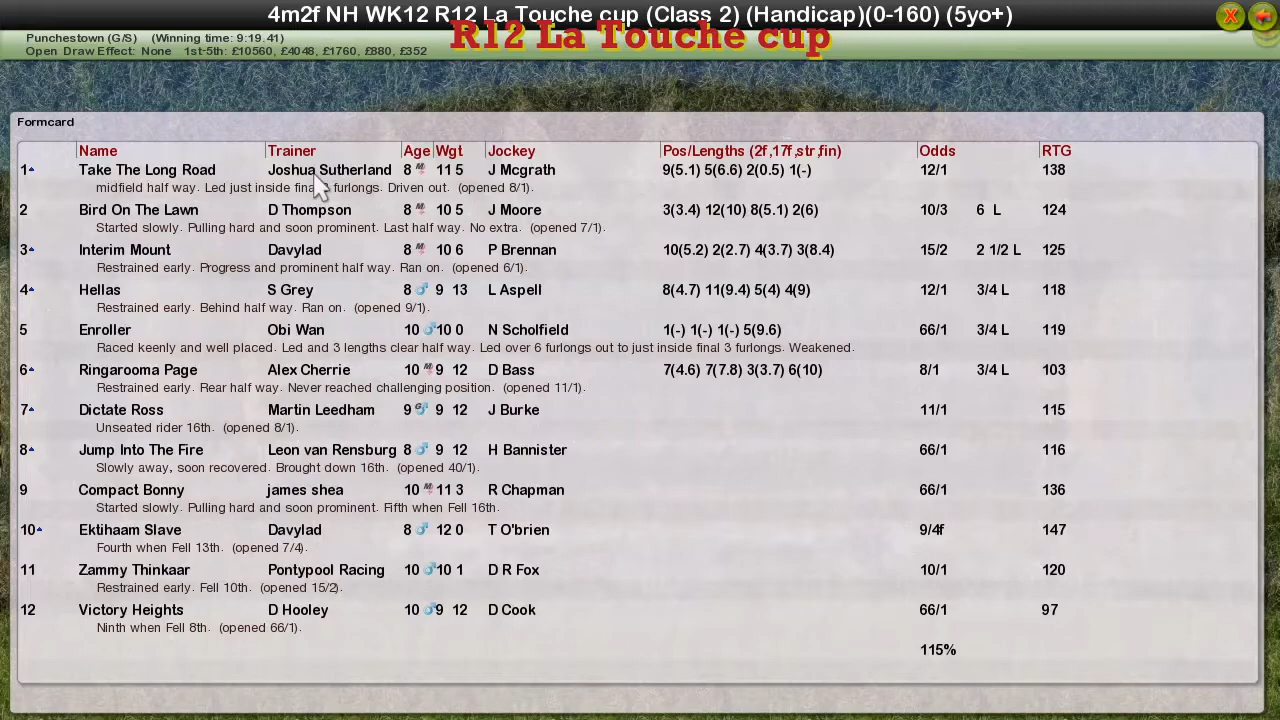 4m2f NH WK12 R12 La Touche cup (Class 2) (Handicap)(0-160) (5yo+)
R12 La Touche cup
Punchestown (G/S) (Winning time: 9:19.41)
Open Draw Effect: None 1st-5th: £10560, £4048, £1760, £880, £352
Formcard
Name Trainer Age Wgt Jockey Pos/Lengths (2f,17f,str,fin) Odds RTG
1 Take The Long Road Joshua Sutherland 8 11 5 J Mcgrath 9(5.1) 5(6.6) 2(0.5) 1(-) 12/1 138
midfield half way. Led just inside furlongs. Driven out. (opened 8/1).
2 Bird On The Lawn D Thompson 8 10 5 J Moore 3(3.4) 12(10) 8(5.1) 2(6) 10/3 6 L 124
Started slowly. Pulling hard and soon prominent. Last half way. No extra. (opened 7/1).
3 Interim Mount Davylad 8 10 6 P Brennan 10(5.2) 2(2.7) 4(3.7) 3(8.4) 15/2 2 1/2 L 125
Restrained early. Progress and prominent half way. Ran on. (opened 6/1).
4 Hellas S Grey 8 9 13 L Aspell 8(4.7) 11(9.4) 5(4) 4(9) 12/1 3/4 L 118
Restrained early. Behind half way. Ran on. (opened 9/1).
5 Enroller Obi Wan 10 10 0 N Scholfield 1(-) 1(-) 1(-) 5(9.6) 66/1 3/4 L 119
Raced keenly and well placed. Led and 3 lengths clear half way. Led over 6 furlongs out to just inside final 3 furlongs. Weakened.
6 Ringarooma Page Alex Cherrie 10 9 12 D Bass 7(4.6) 7(7.8) 3(3.7) 6(10) 8/1 3/4 L 103
Restrained early. Rear half way. Never reached challenging position. (opened 11/1).
7 Dictate Ross Martin Leedham 9 9 12 J Burke 11/1 115
Unseated rider 16th. (opened 8/1).
8 Jump Into The Fire Leon van Rensburg 8 9 12 H Bannister 66/1 116
Slowly away, soon recovered. Brought down 16th. (opened 40/1).
9 Compact Bonny james shea 10 11 3 R Chapman 66/1 136
Started slowly. Pulling hard and soon prominent. Fifth when Fell 16th.
10 Ektihaam Slave Davylad 8 12 0 T O'brien 9/4f 147
Fourth when Fell 13th. (opened 7/4).
11 Zammy Thinkaar Pontypool Racing 10 10 1 D R Fox 10/1 120
Restrained early. Fell 10th. (opened 15/2).
12 Victory Heights D Hooley 10 9 12 D Cook 66/1 97
Ninth when Fell 8th. (opened 66/1).
115%